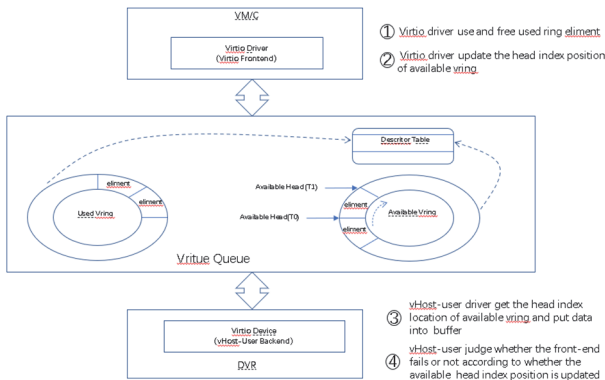 VM/C
Virtio Driver
(Virtio Frontend)
① Virtio driver use and free used ring eliment
② Virtio driver update the head index position
of available vring
Descritor Table
eliment
eliment
Used Vring
Available Head (T1)
Available Head(T0)
eliment
eliment
Available Vring
Vritue Queue
Virtio Device
(vHost-User Backend)
DVR
③ vHost-user driver get the head index
location of available vring and put data
into buffer
④ vHost-user judge whether the front-end
fails or not according to whether the
available head index position is updated